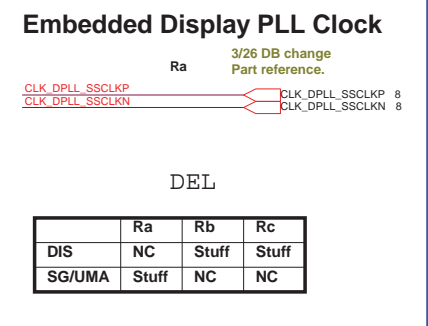 Embedded Display PLL Clock
3/26 DB change
Ra Part reference.
CLK_DPLL_SSCLKP CLK_DPLL_SSCLKP 8
CLK_DPLL_SSCLKN CLK_DPLL_SSCLKN 8
DEL
Ra Rb Rc
DIS NC Stuff Stuff
SG/UMA Stuff NC NC